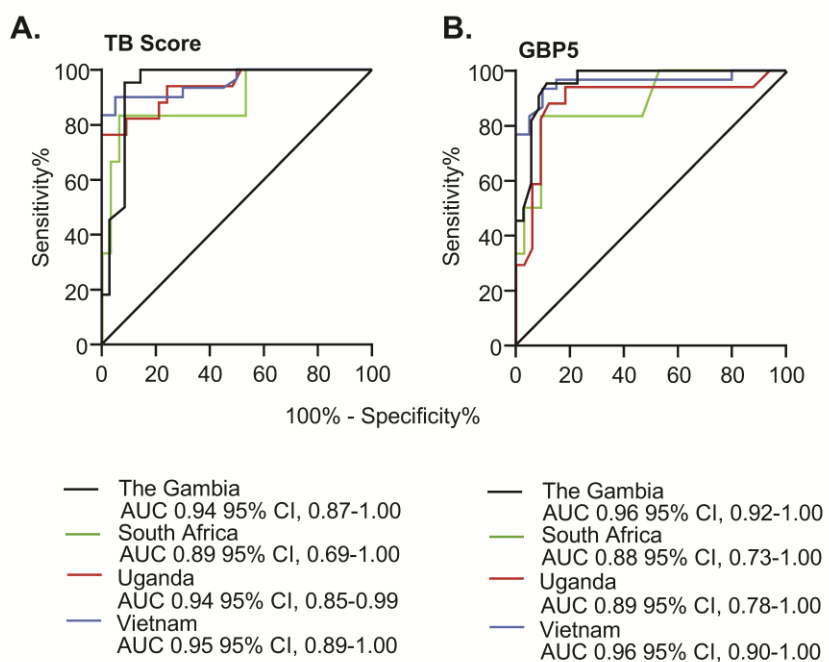 A.
TB Score
100
80
60
40
20
0
Sensitivity%
0 20 40 60 80 100
B.
GBP5
100
80
60
40
20
0
Sensitivity%
0 20 40 60 80 100
100% - Specificity%
The Gambia
AUC 0.94 95% CI, 0.87-1.00
South Africa
AUC 0.89 95% CI, 0.69-1.00
Uganda
AUC 0.94 95% CI, 0.85-0.99
Vietnam
AUC 0.95 95% CI, 0.89-1.00
The Gambia
AUC 0.96 95% CI, 0.92-1.00
South Africa
AUC 0.88 95% CI, 0.73-1.00
Uganda
AUC 0.89 95% CI, 0.78-1.00
Vietnam
AUC 0.96 95% CI, 0.90-1.00